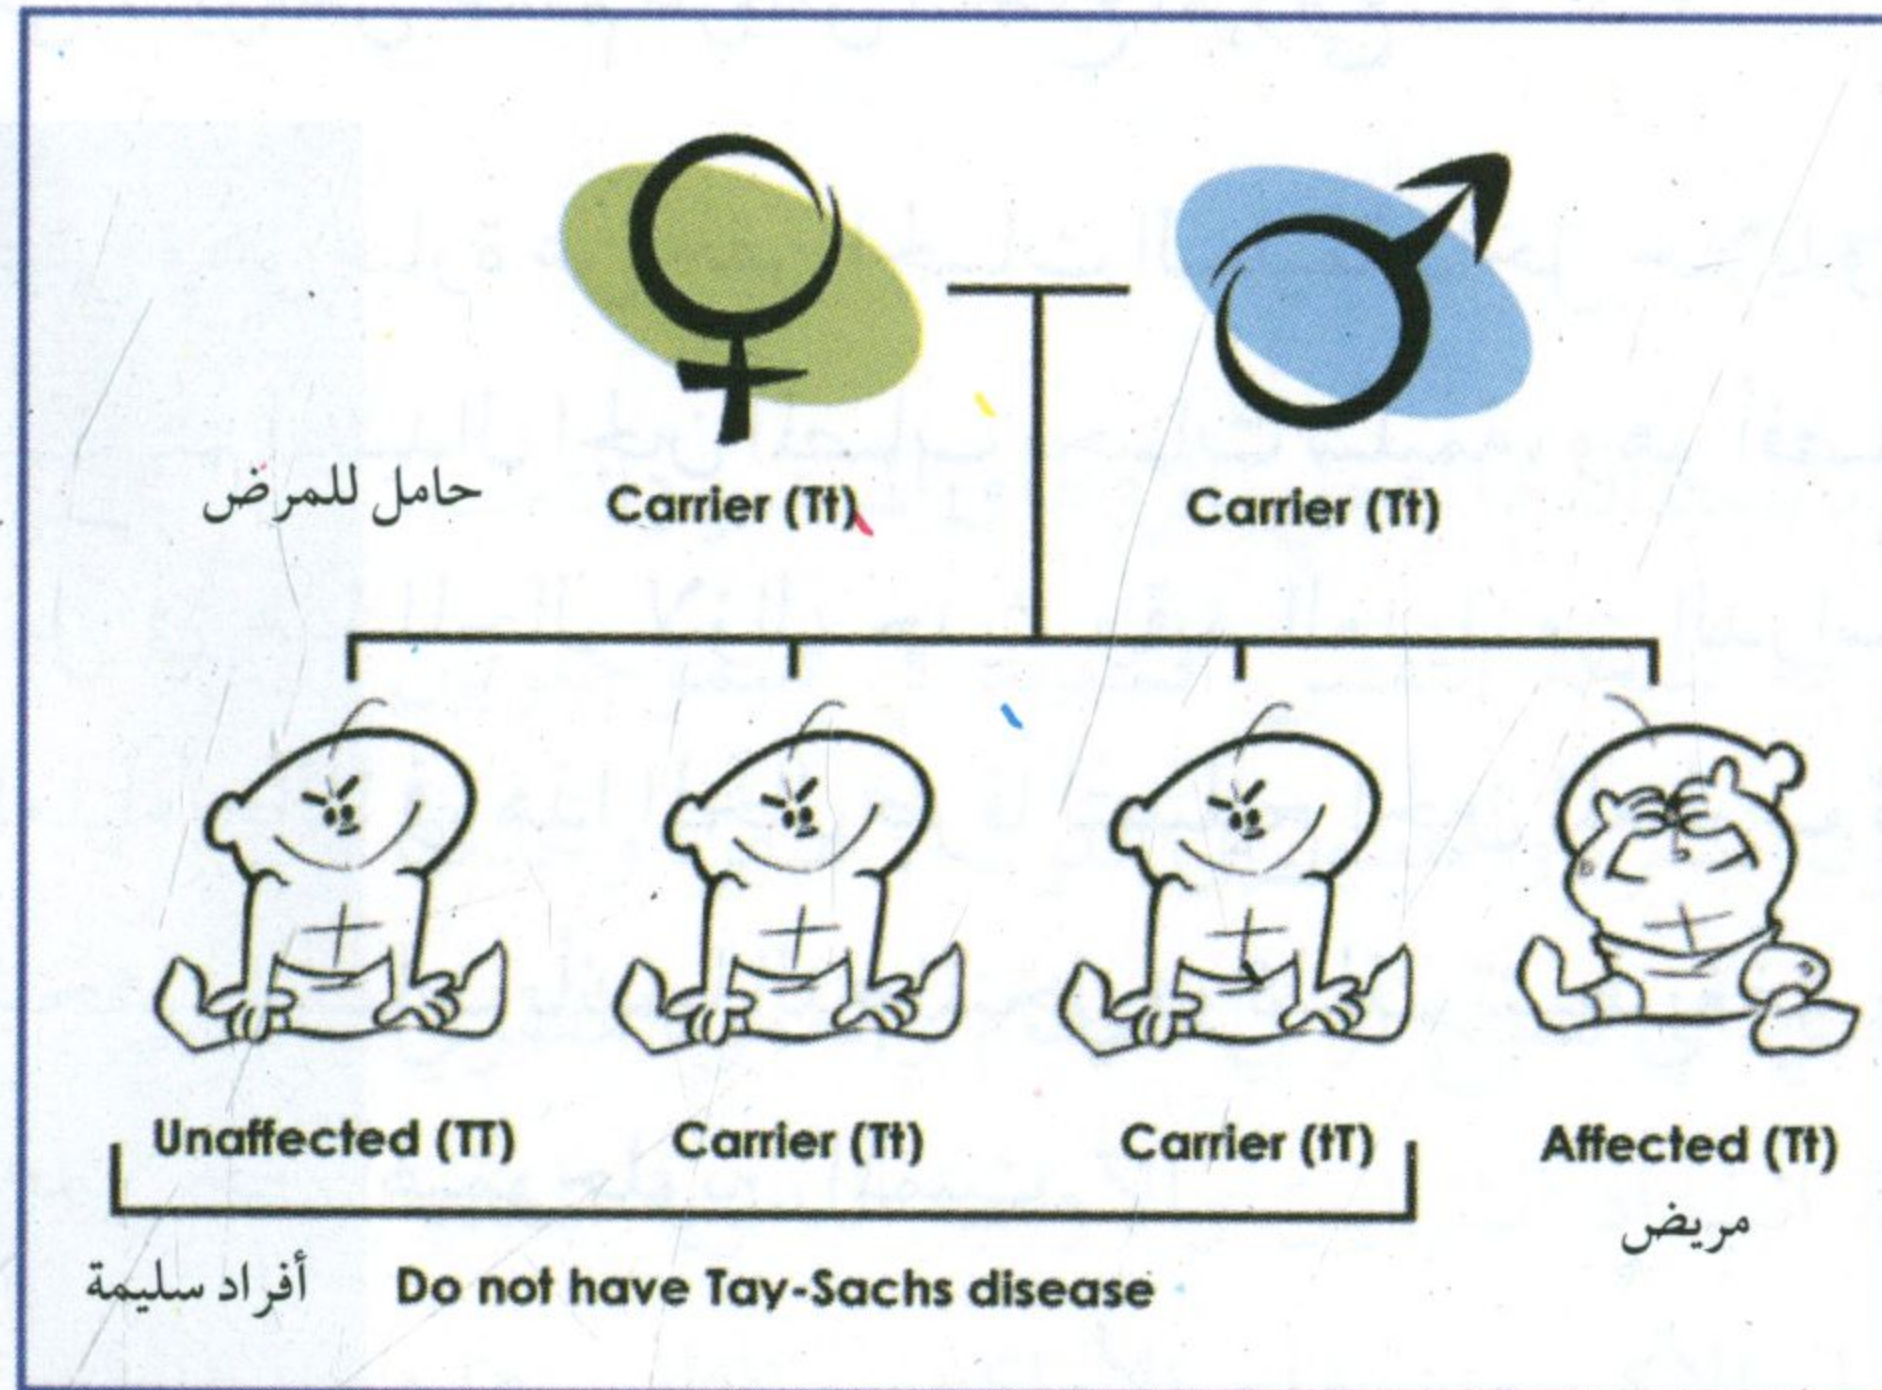 حامل للمرض
Carrier (Tt)
Carrier (Tt)
Unaffected (TT)
Carrier (Tt)
Carrier (tT)
Affected (Tt)
مريض
أفراد سليمة
Do not have Tay-Sachs disease